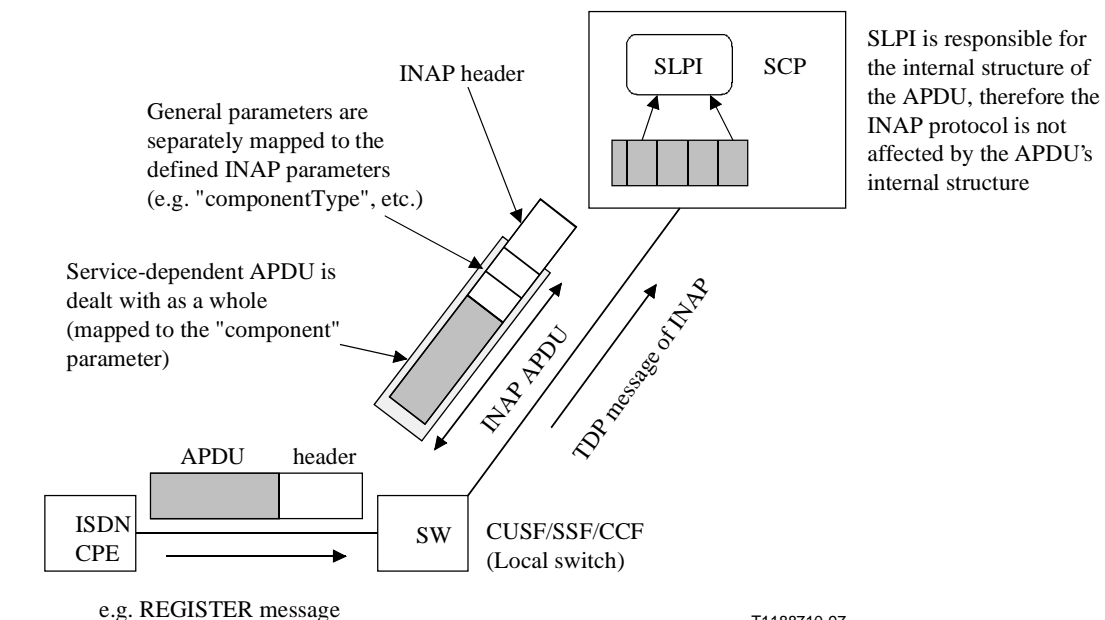 INAP header
General parameters are
separately mapped to the
defined INAP parameters
(e.g. "componentType", etc.)
Service-dependent APDU is
dealt with as a whole
(mapped to the "component"
parameter)
SLPI
SCP
SLPI is responsible for
the internal structure of
the APDU, therefore the
INAP protocol is not
affected by the APDU's
internal structure
INAP APDU
TDP message of INAP
APDU
header
ISDN
CPE
SW
CUSF/SSF/CCF
(Local switch)
e.g. REGISTER message
T1188710-97